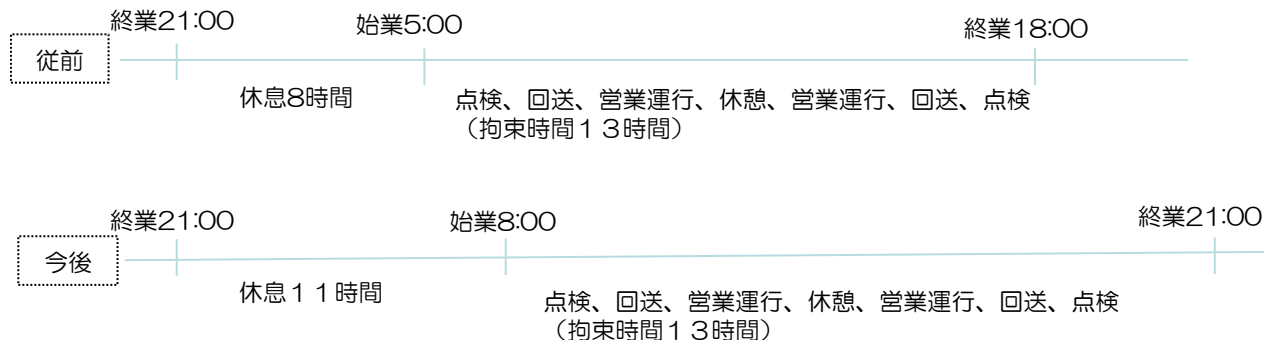 終業21:00 始業5:00 終業18:00
従前
休息8時間
点検、回送、営業運行、休憩、営業運行、回送、点検
（拘束時間１３時間）
終業21:00 始業8:00 終業21:00
今後
休息１１時間
点検、回送、営業運行、休憩、営業運行、回送、点検
（拘束時間１３時間）